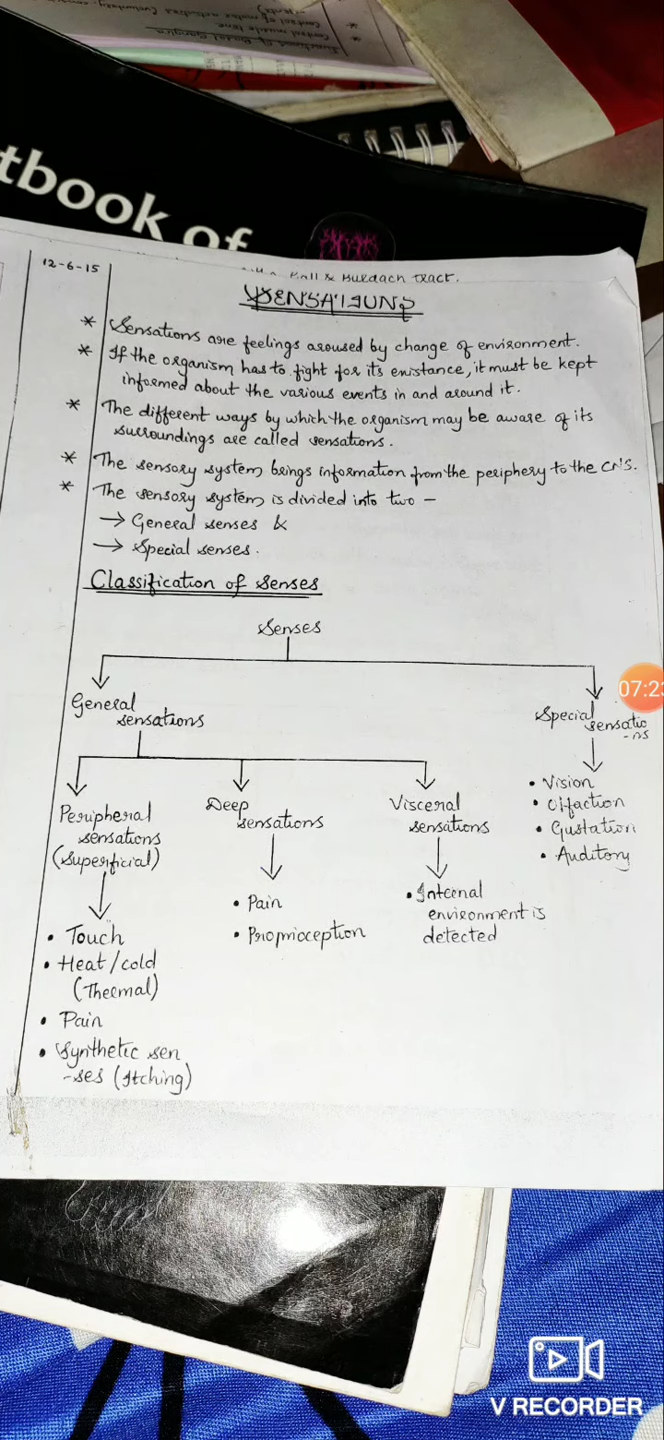 tbook of
12-6-15
Goll & Burdach tract.
SENSATIONS
* Sensations are feelings aroused by change of environment.
* If the organism has to fight for its existance, it must be kept
informed about the various events in and around it.
* The different ways by which the organism may be aware of its
surroundings are called sensations.
* The sensory system brings information from the periphery to the CNS.
* The sensory system is divided into two -
→ General senses &
→ Special senses.
Classification of Senses
Senses
General
sensations
Special
sensatio
-ns
Peripheral
sensations
(Superificial)
Deep
sensations
Visceral
sensations
• Vision
• Olfaction
• Gustation
• Auditory
• Touch
• Heat/cold
(Thermal)
• Pain
• Synthetic sen
-ses (Itching)
• Pain
• Proprioception
• Internal
environment is
detected
07:23
V RECORDER